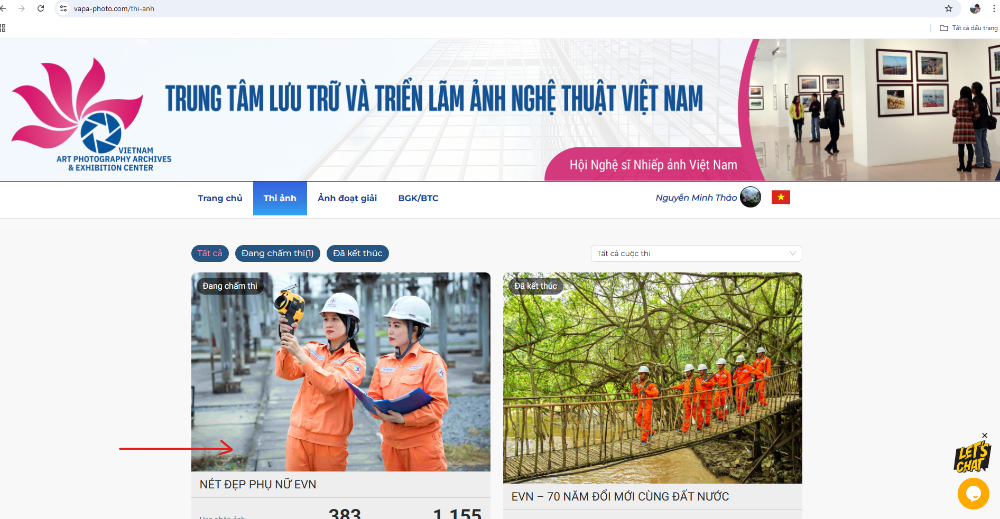 vapa-photo.com/thi-anh
Tất cả dấu trang
TRUNG TÂM LƯU TRỮ VÀ TRIỂN LÃM ẢNH NGHỆ THUẬT VIỆT NAM
VIETNAM
ART PHOTOGRAPHY ARCHIVES
& EXHIBITION CENTER
Hội Nghệ sĩ Nhiếp ảnh Việt Nam
Trang chủ Thi ảnh Ảnh đoạt giải BGK/BTC Nguyễn Minh Thảo
Tất cả Đang chấm thi(1) Đã kết thúc Tất cả cuộc thi
Đang chấm thi Đã kết thúc
LET'S
CHAT
NÉT ĐẸP PHỤ NỮ EVN
EVN – 70 NĂM ĐỔI MỚI CÙNG ĐẤT NƯỚC
383 1,155